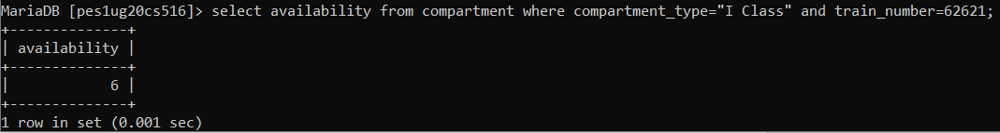 MariaDB [pes1ug20cs516]> select availability from compartment where compartment_type="I Class" and train_number=62621;
+--------------+
| availability |
+--------------+
|            6 |
+--------------+
1 row in set (0.001 sec)